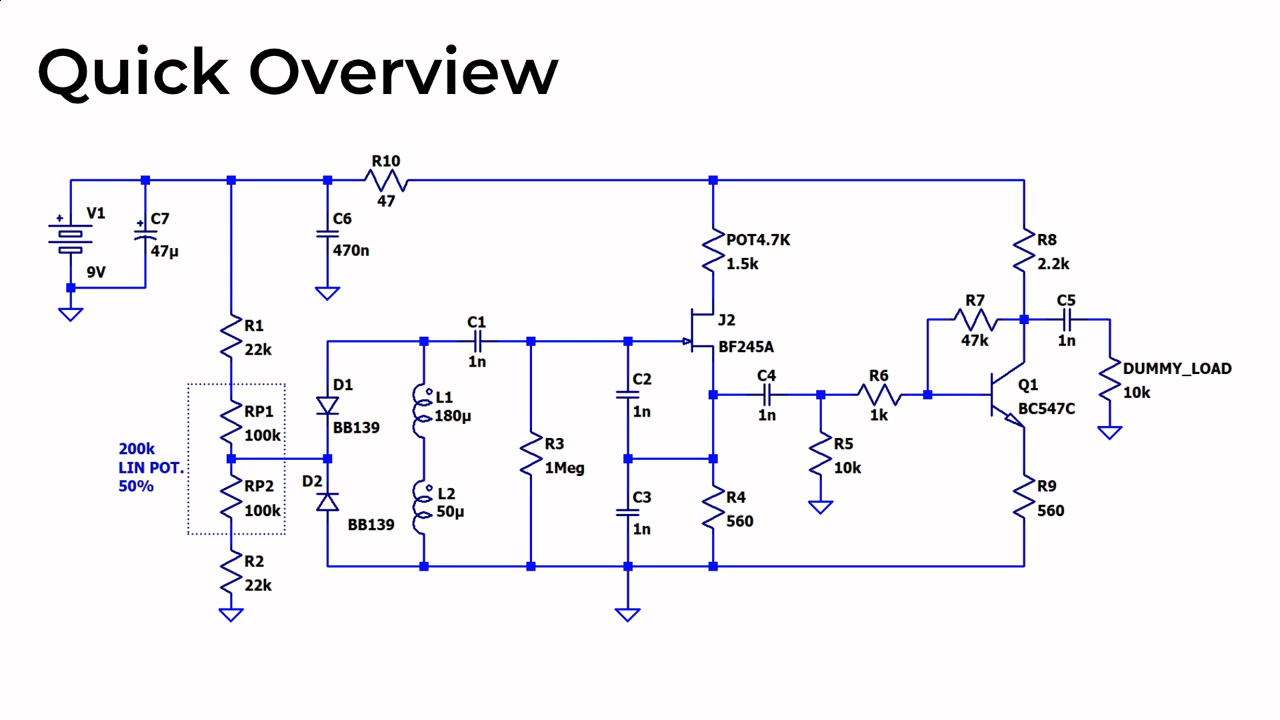 Quick Overview
R10
47
V1
9V
C7
47µ
C6
470n
POT4.7K
1.5k
R8
2.2k
R7
47k
C5
1n
J2
BF245A
R1
22k
C1
1n
DUMMY_LOAD
10k
D1
BB139
L1
180µ
C2
1n
C4
1n
R6
1k
Q1
BC547C
RP1
100k
200k
LIN POT.
50%
R3
1Meg
R5
10k
D2
BB139
RP2
100k
L2
50µ
C3
1n
R4
560
R9
560
R2
22k